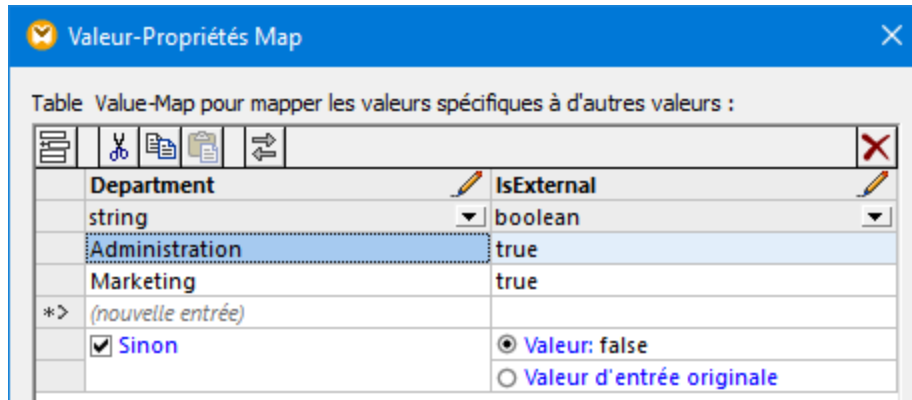 Valeur-Propriétés Map
Table Value-Map pour mapper les valeurs spécifiques à d'autres valeurs :
Department IsExternal
string boolean
Administration true
Marketing true
(nouvelle entrée)
Sinon Valeur: false
Valeur d'entrée originale